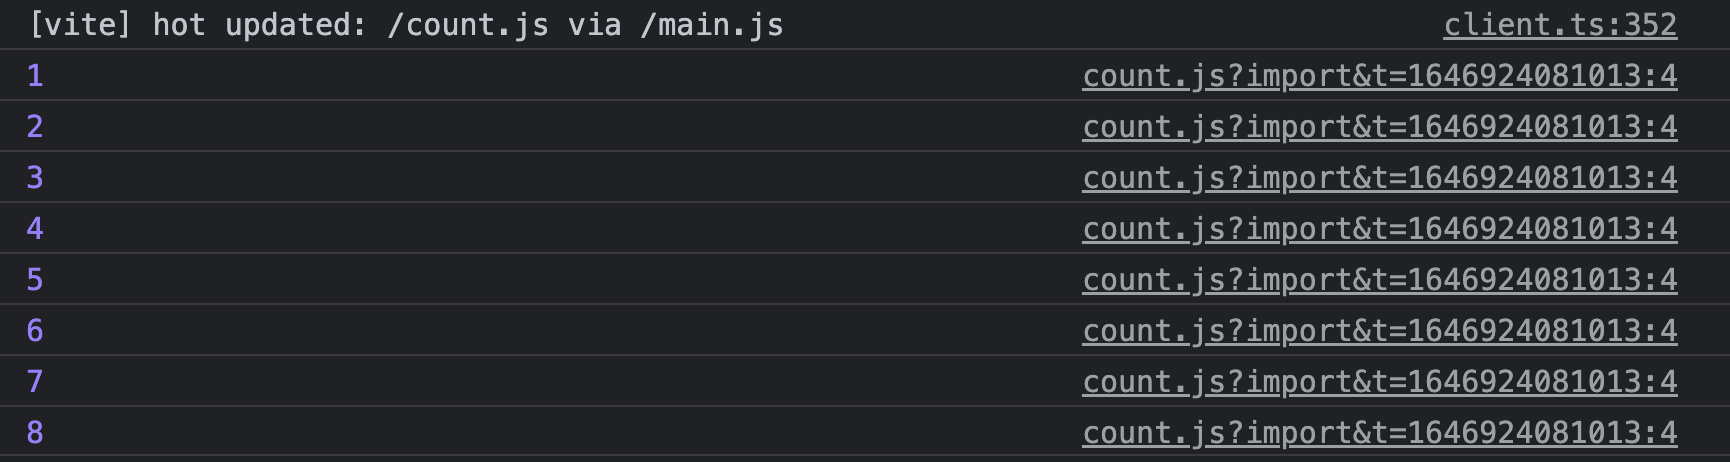 [vite] hot updated: /count.js via /main.js client.ts:352
1 count.js?import&t=1646924081013:4
2 count.js?import&t=1646924081013:4
3 count.js?import&t=1646924081013:4
4 count.js?import&t=1646924081013:4
5 count.js?import&t=1646924081013:4
6 count.js?import&t=1646924081013:4
7 count.js?import&t=1646924081013:4
8 count.js?import&t=1646924081013:4